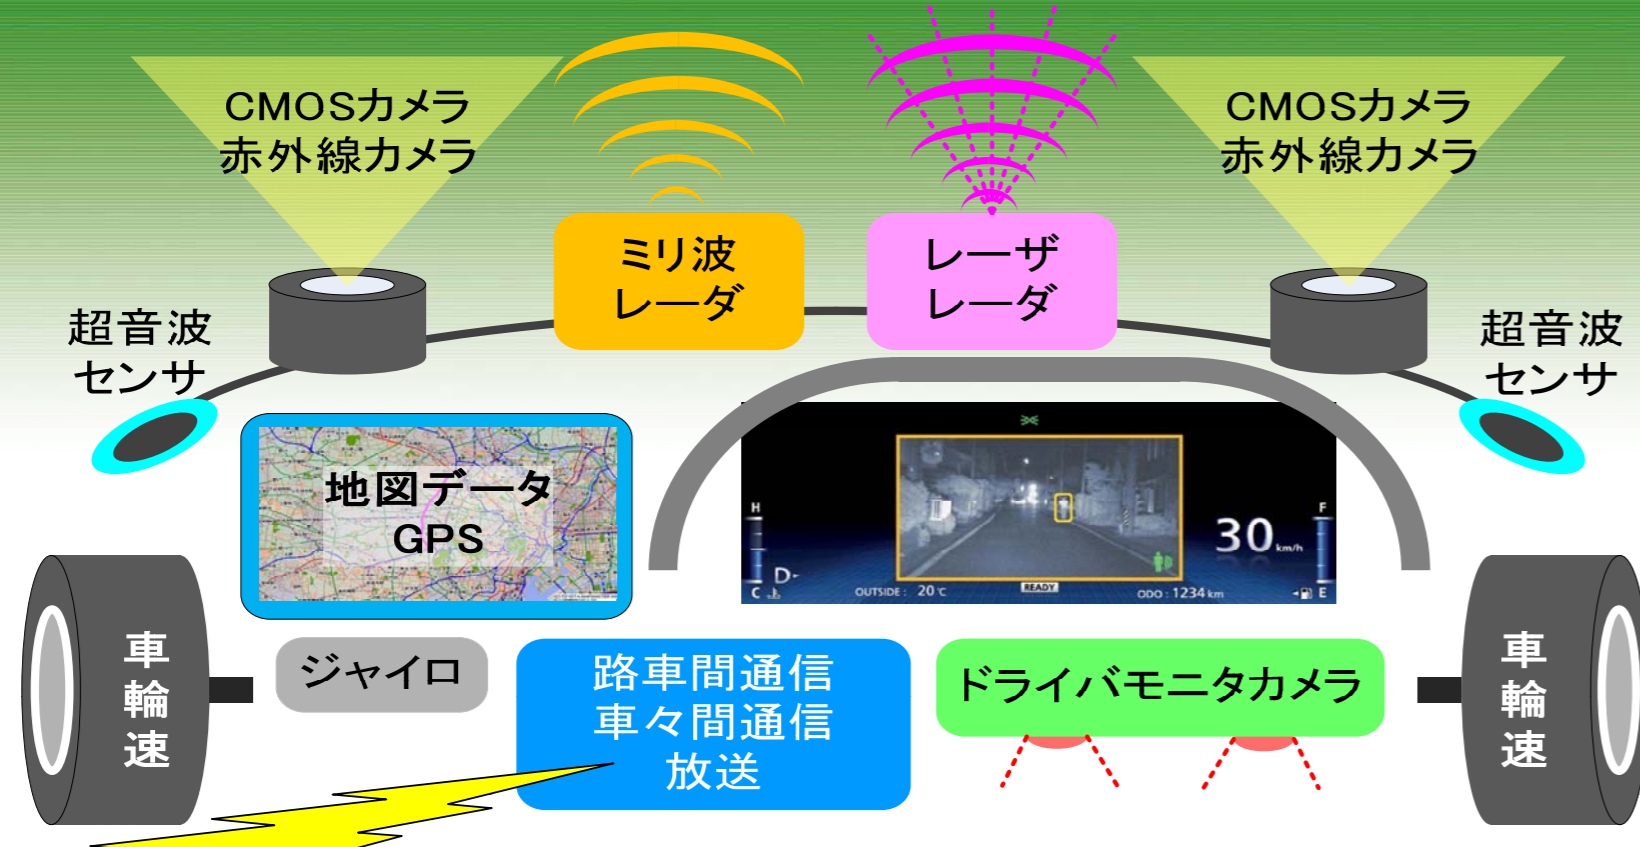 CMOSカメラ
赤外線カメラ
CMOSカメラ
赤外線カメラ
ミリ波
レーダ
レーザ
レーダ
超音波
センサ
超音波
センサ
地図データ
GPS
H
C
D
30 km/h
F
E
OUTSIDE : 20 ℃
READY
ODO : 1234 km
車輪速
ジャイロ
路車間通信
車々間通信
放送
ドライバモニタカメラ
車輪速